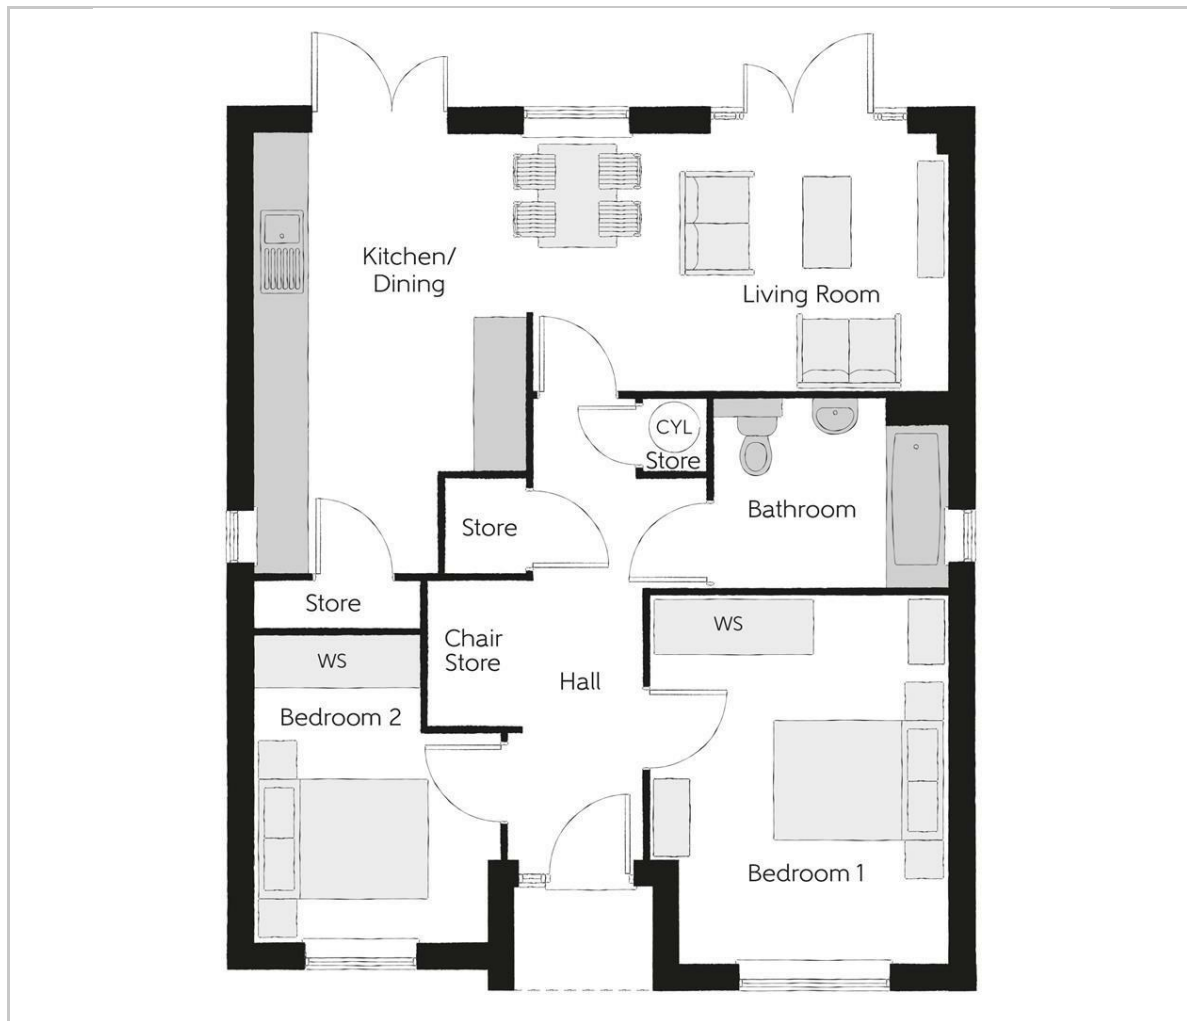 Kitchen/
Dining
Living Room
CYL
Store
Bathroom
Store
Store
Chair
Store
WS
WS
Hall
Bedroom 2
Bedroom 1